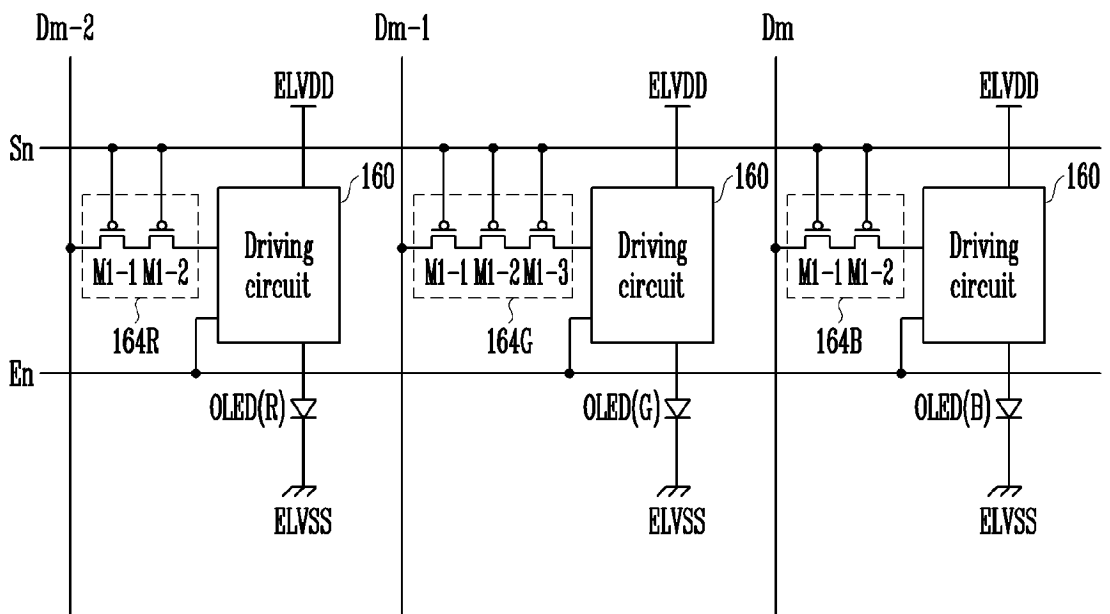 Dm-2 Dm-1 Dm
ELVDD ELVDD ELVDD
Sn
160 160 160
Driving circuit Driving circuit Driving circuit
M1-1 M1-2 M1-1 M1-2 M1-3 M1-1 M1-2
164R 164G 164B
En
OLED(R) OLED(G) OLED(B)
ELVSS ELVSS ELVSS